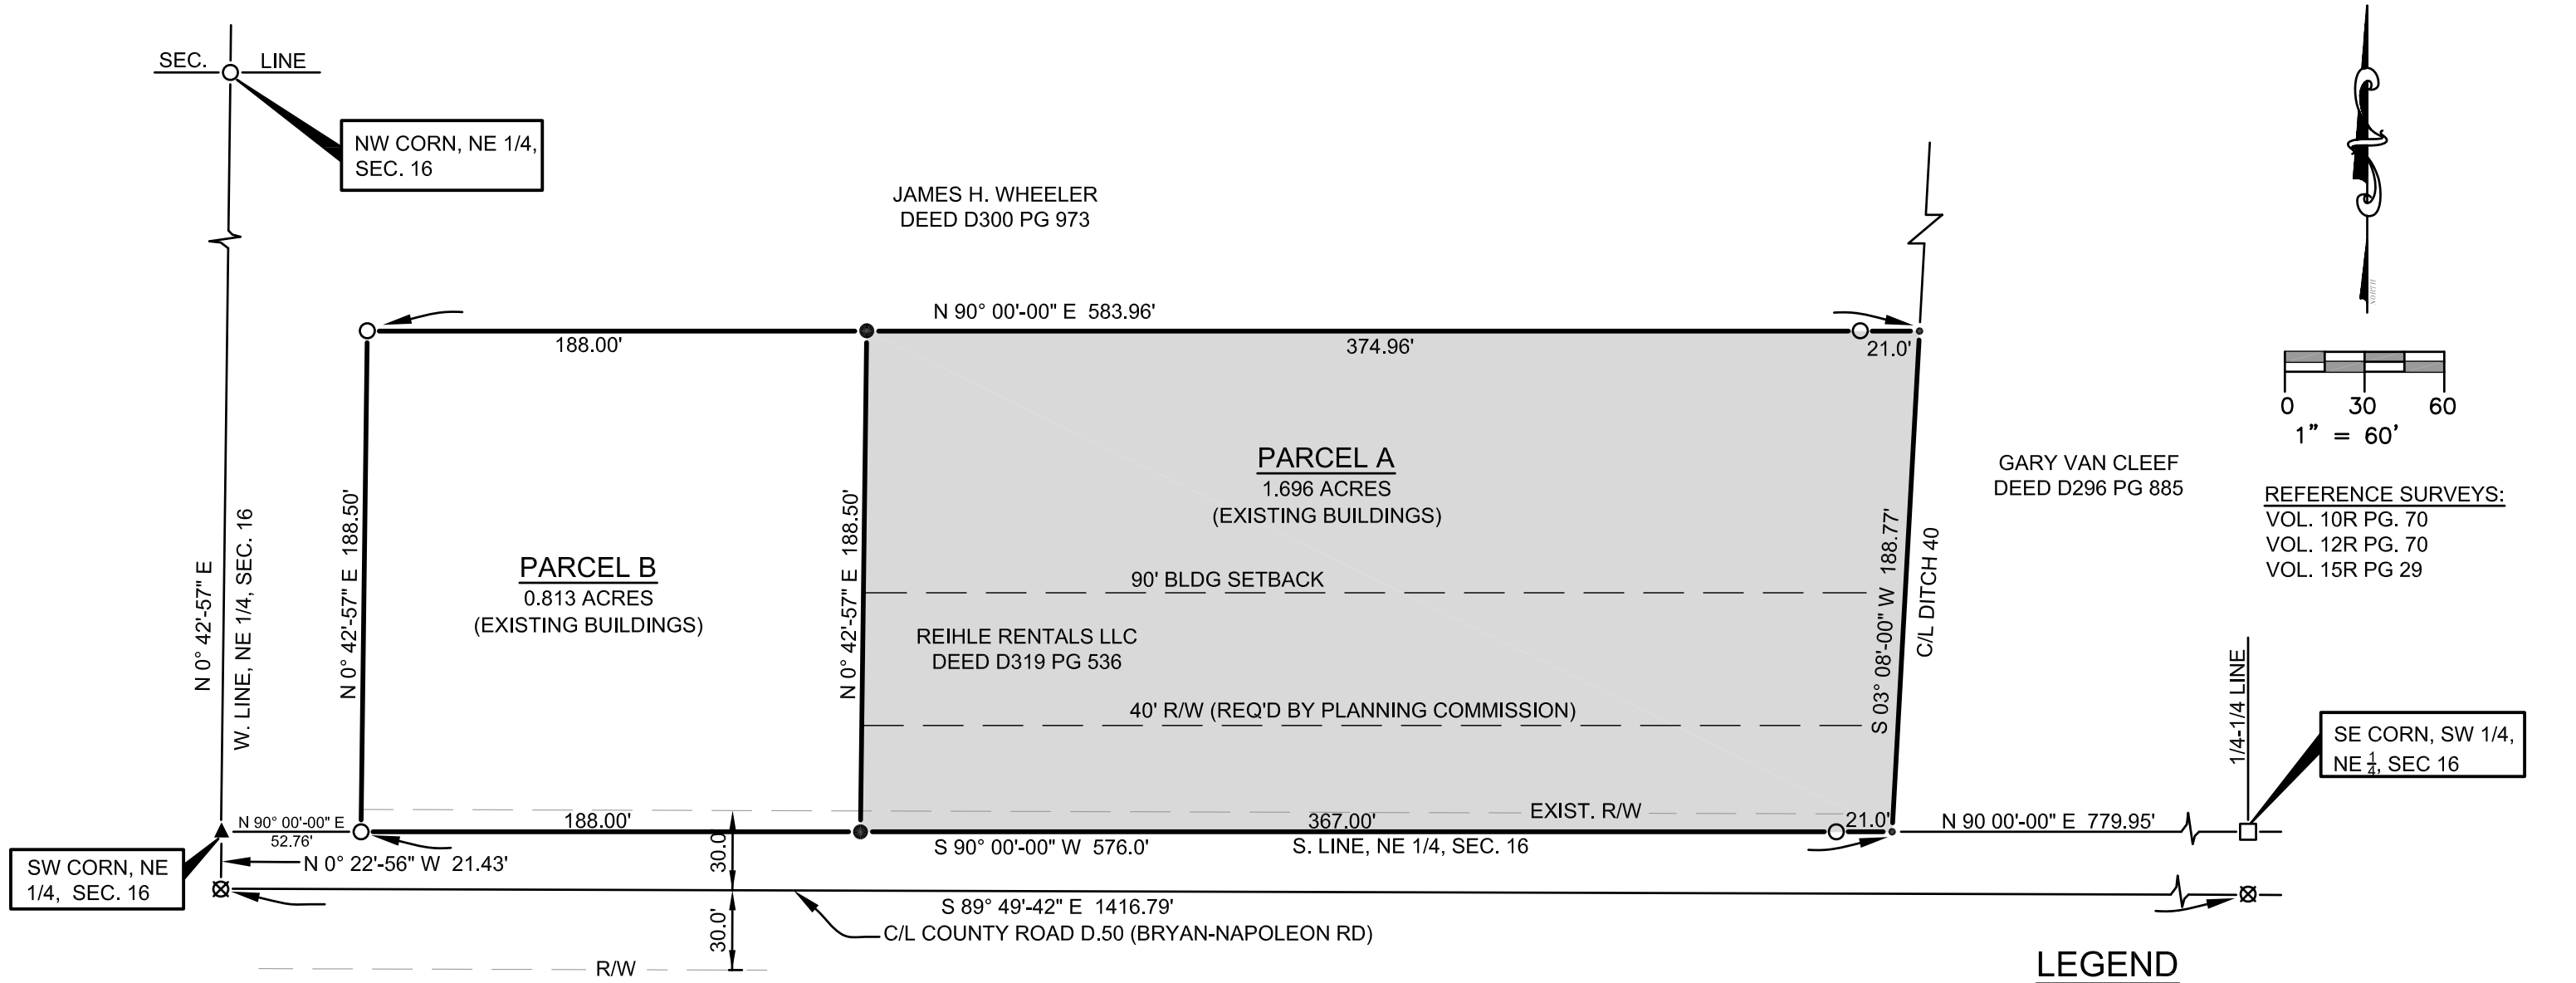 SEC. LINE
NW CORN, NE 1/4,
SEC. 16
JAMES H. WHEELER
DEED D300 PG 973
NORTH
N 90° 00'-00" E 583.96'
188.00'
374.96'
21.0'
0 30 60
1" = 60'
PARCEL A
1.696 ACRES
(EXISTING BUILDINGS)
GARY VAN CLEEF
DEED D296 PG 885
REFERENCE SURVEYS:
VOL. 10R PG. 70
VOL. 12R PG. 70
VOL. 15R PG 29
N 0° 42'-57" E
W. LINE, NE 1/4, SEC. 16
N 0° 42'-57" E 188.50'
PARCEL B
0.813 ACRES
(EXISTING BUILDINGS)
N 0° 42'-57" E 188.50'
90' BLDG SETBACK
REIHLE RENTALS LLC
DEED D319 PG 536
40' R/W (REQ'D BY PLANNING COMMISSION)
S 03° 08'-00" W 188.77'
C/L DITCH 40
1/4-1/4 LINE
SE CORN, SW 1/4,
NE 1/4, SEC 16
N 90° 00'-00" E
52.76'
188.00'
30.0'
367.00'
EXIST. R/W
21.0'
N 90 00'-00" E 779.95'
S 90° 00'-00" W 576.0'
S. LINE, NE 1/4, SEC. 16
SW CORN, NE
1/4, SEC. 16
N 0° 22'-56" W 21.43'
S 89° 49'-42" E 1416.79'
30.0'
C/L COUNTY ROAD D.50 (BRYAN-NAPOLEON RD)
R/W
LEGEND